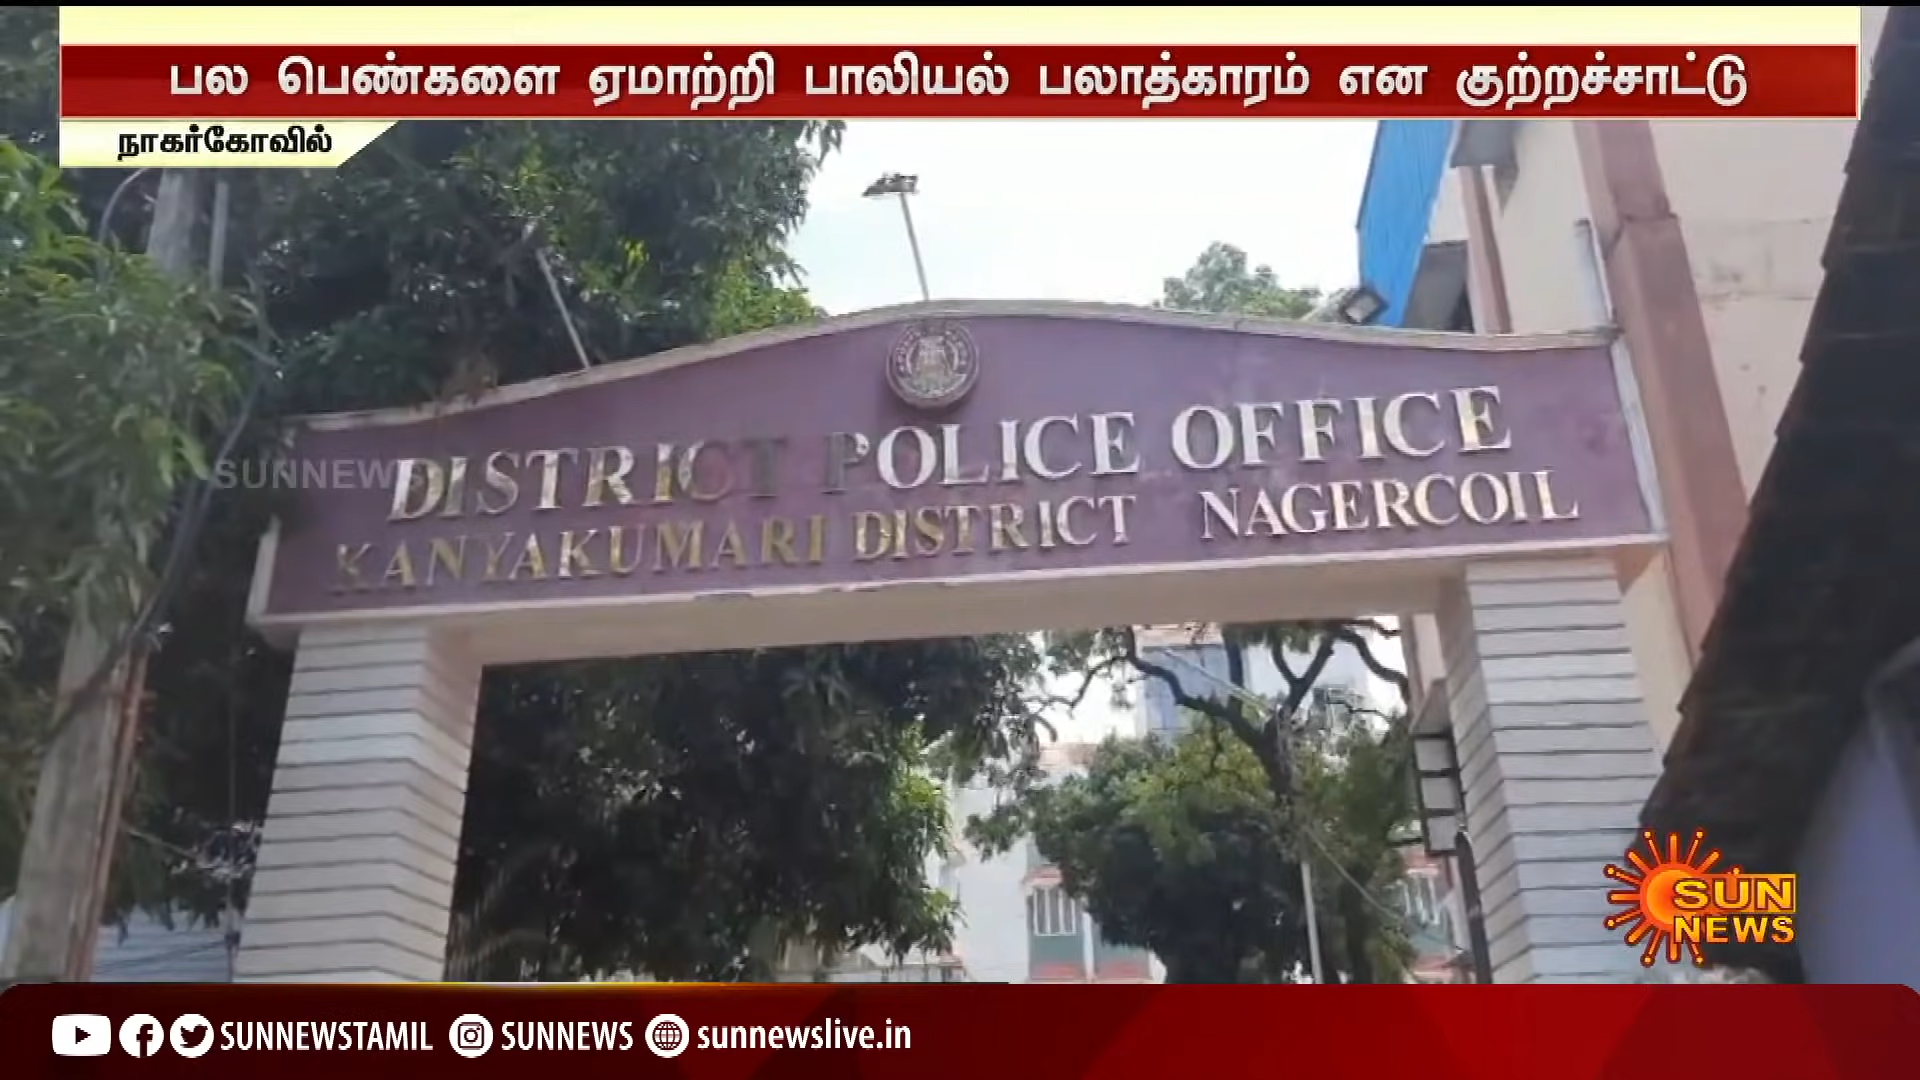 பல பெண்களை ஏமாற்றி பாலியல் பலாத்காரம் என குற்றச்சாட்டு
நாகர்கோவில்
SUNNEWS
DISTRICT POLICE OFFICE
KANYAKUMARI DISTRICT NAGERCOIL
SUN
NEWS
SUNNEWSTAMIL SUNNEWS sunnewslive.in